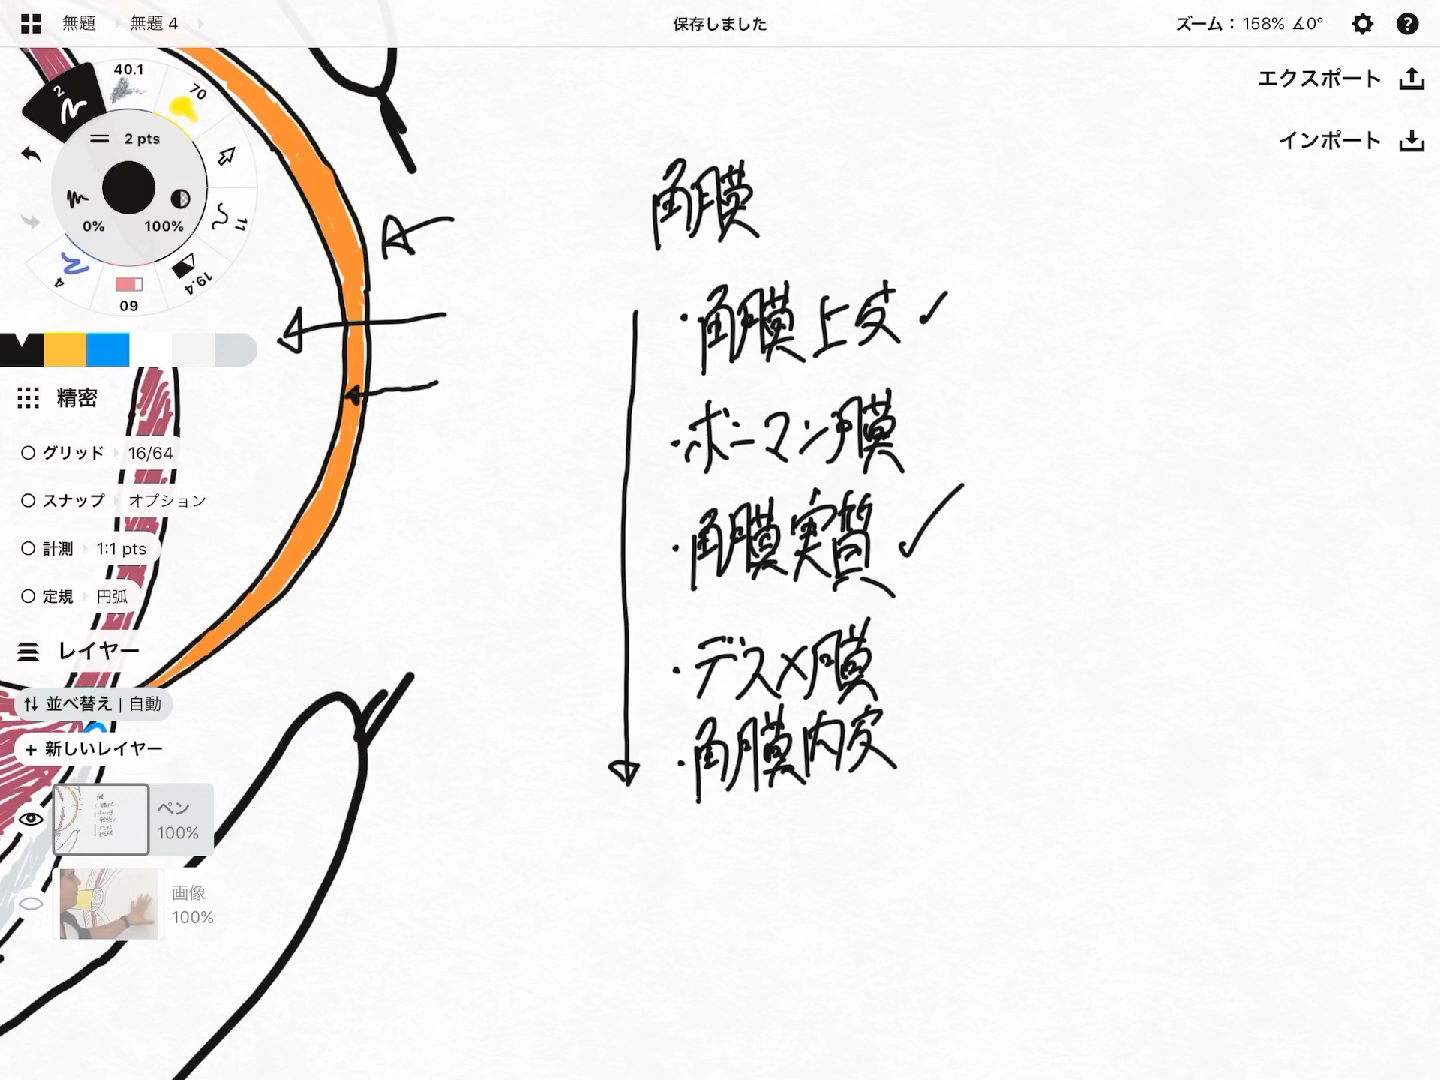 無題 無題 4
保存しました
ズーム： 158% ∡0°
エクスポート
インポート
40.1
70
2
2 pts
0% 100%
11
19.4
60
4
精密
グリッド 16/64
スナップ オプション
計測 1:1 pts
定規 円弧
レイヤー
並べ替え | 自動
+ 新しいレイヤー
ペン
100%
画像
100%
角膜
・角膜上皮✓
・ボーマン膜
・角膜実質✓
・デスメ膜
・角膜内皮